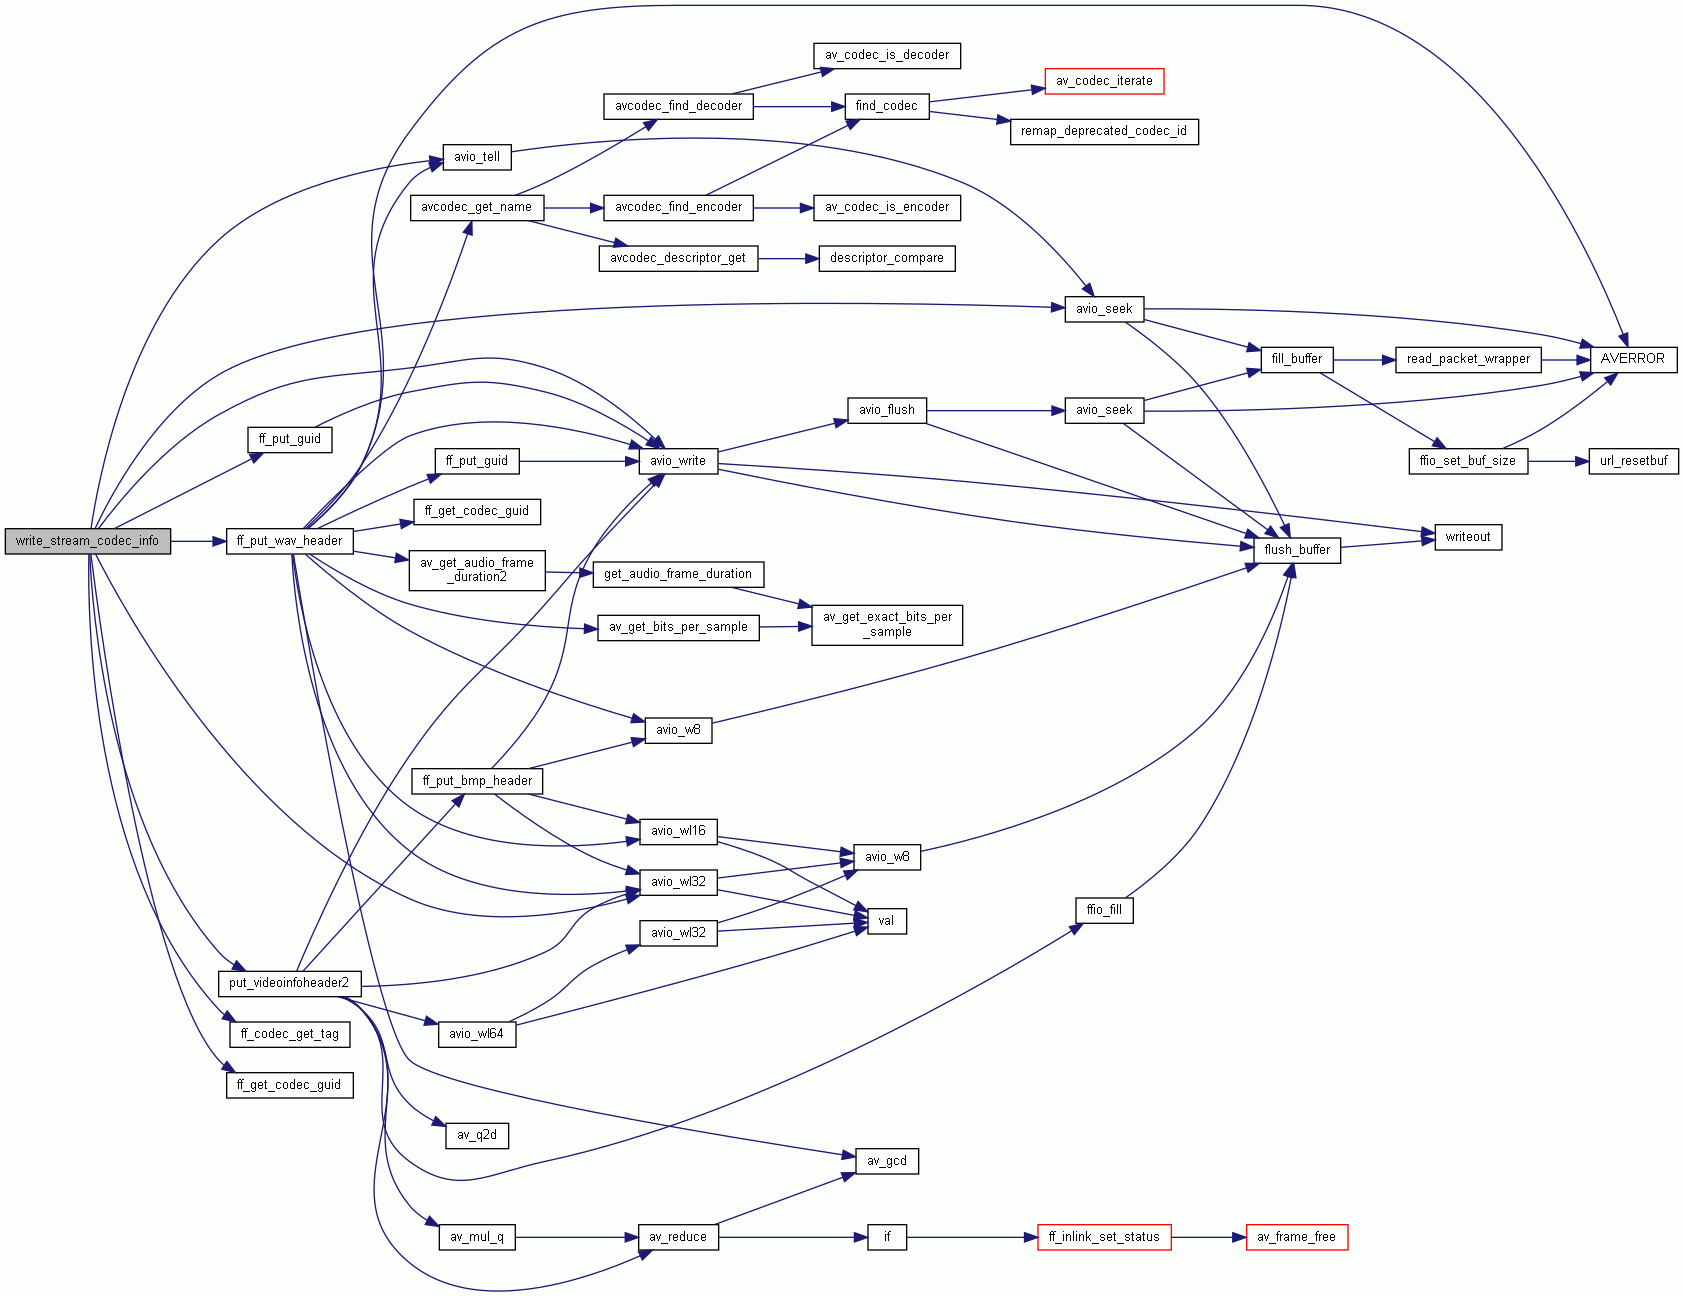 av_codec_is_decoder
av_codec_iterate
avcodec_find_decoder
find_codec
remap_deprecated_codec_id
avio_tell
avcodec_get_name
avcodec_find_encoder
av_codec_is_encoder
avcodec_descriptor_get
descriptor_compare
avio_seek
fill_buffer
read_packet_wrapper
AVERROR
avio_flush
avio_seek
ff_put_guid
ff_put_guid
avio_write
ffio_set_buf_size
url_resetbuf
ff_get_codec_guid
write_stream_codec_info
ff_put_wav_header
flush_buffer
writeout
av_get_audio_frame
_duration2
get_audio_frame_duration
av_get_bits_per_sample
av_get_exact_bits_per
_sample
avio_w8
ff_put_bmp_header
avio_wl16
avio_w8
avio_wl32
ffio_fill
val
avio_wl32
put_videoinfoheader2
ff_codec_get_tag
avio_wl64
ff_get_codec_guid
av_q2d
av_gcd
av_mul_q
av_reduce
if
ff_inlink_set_status
av_frame_free